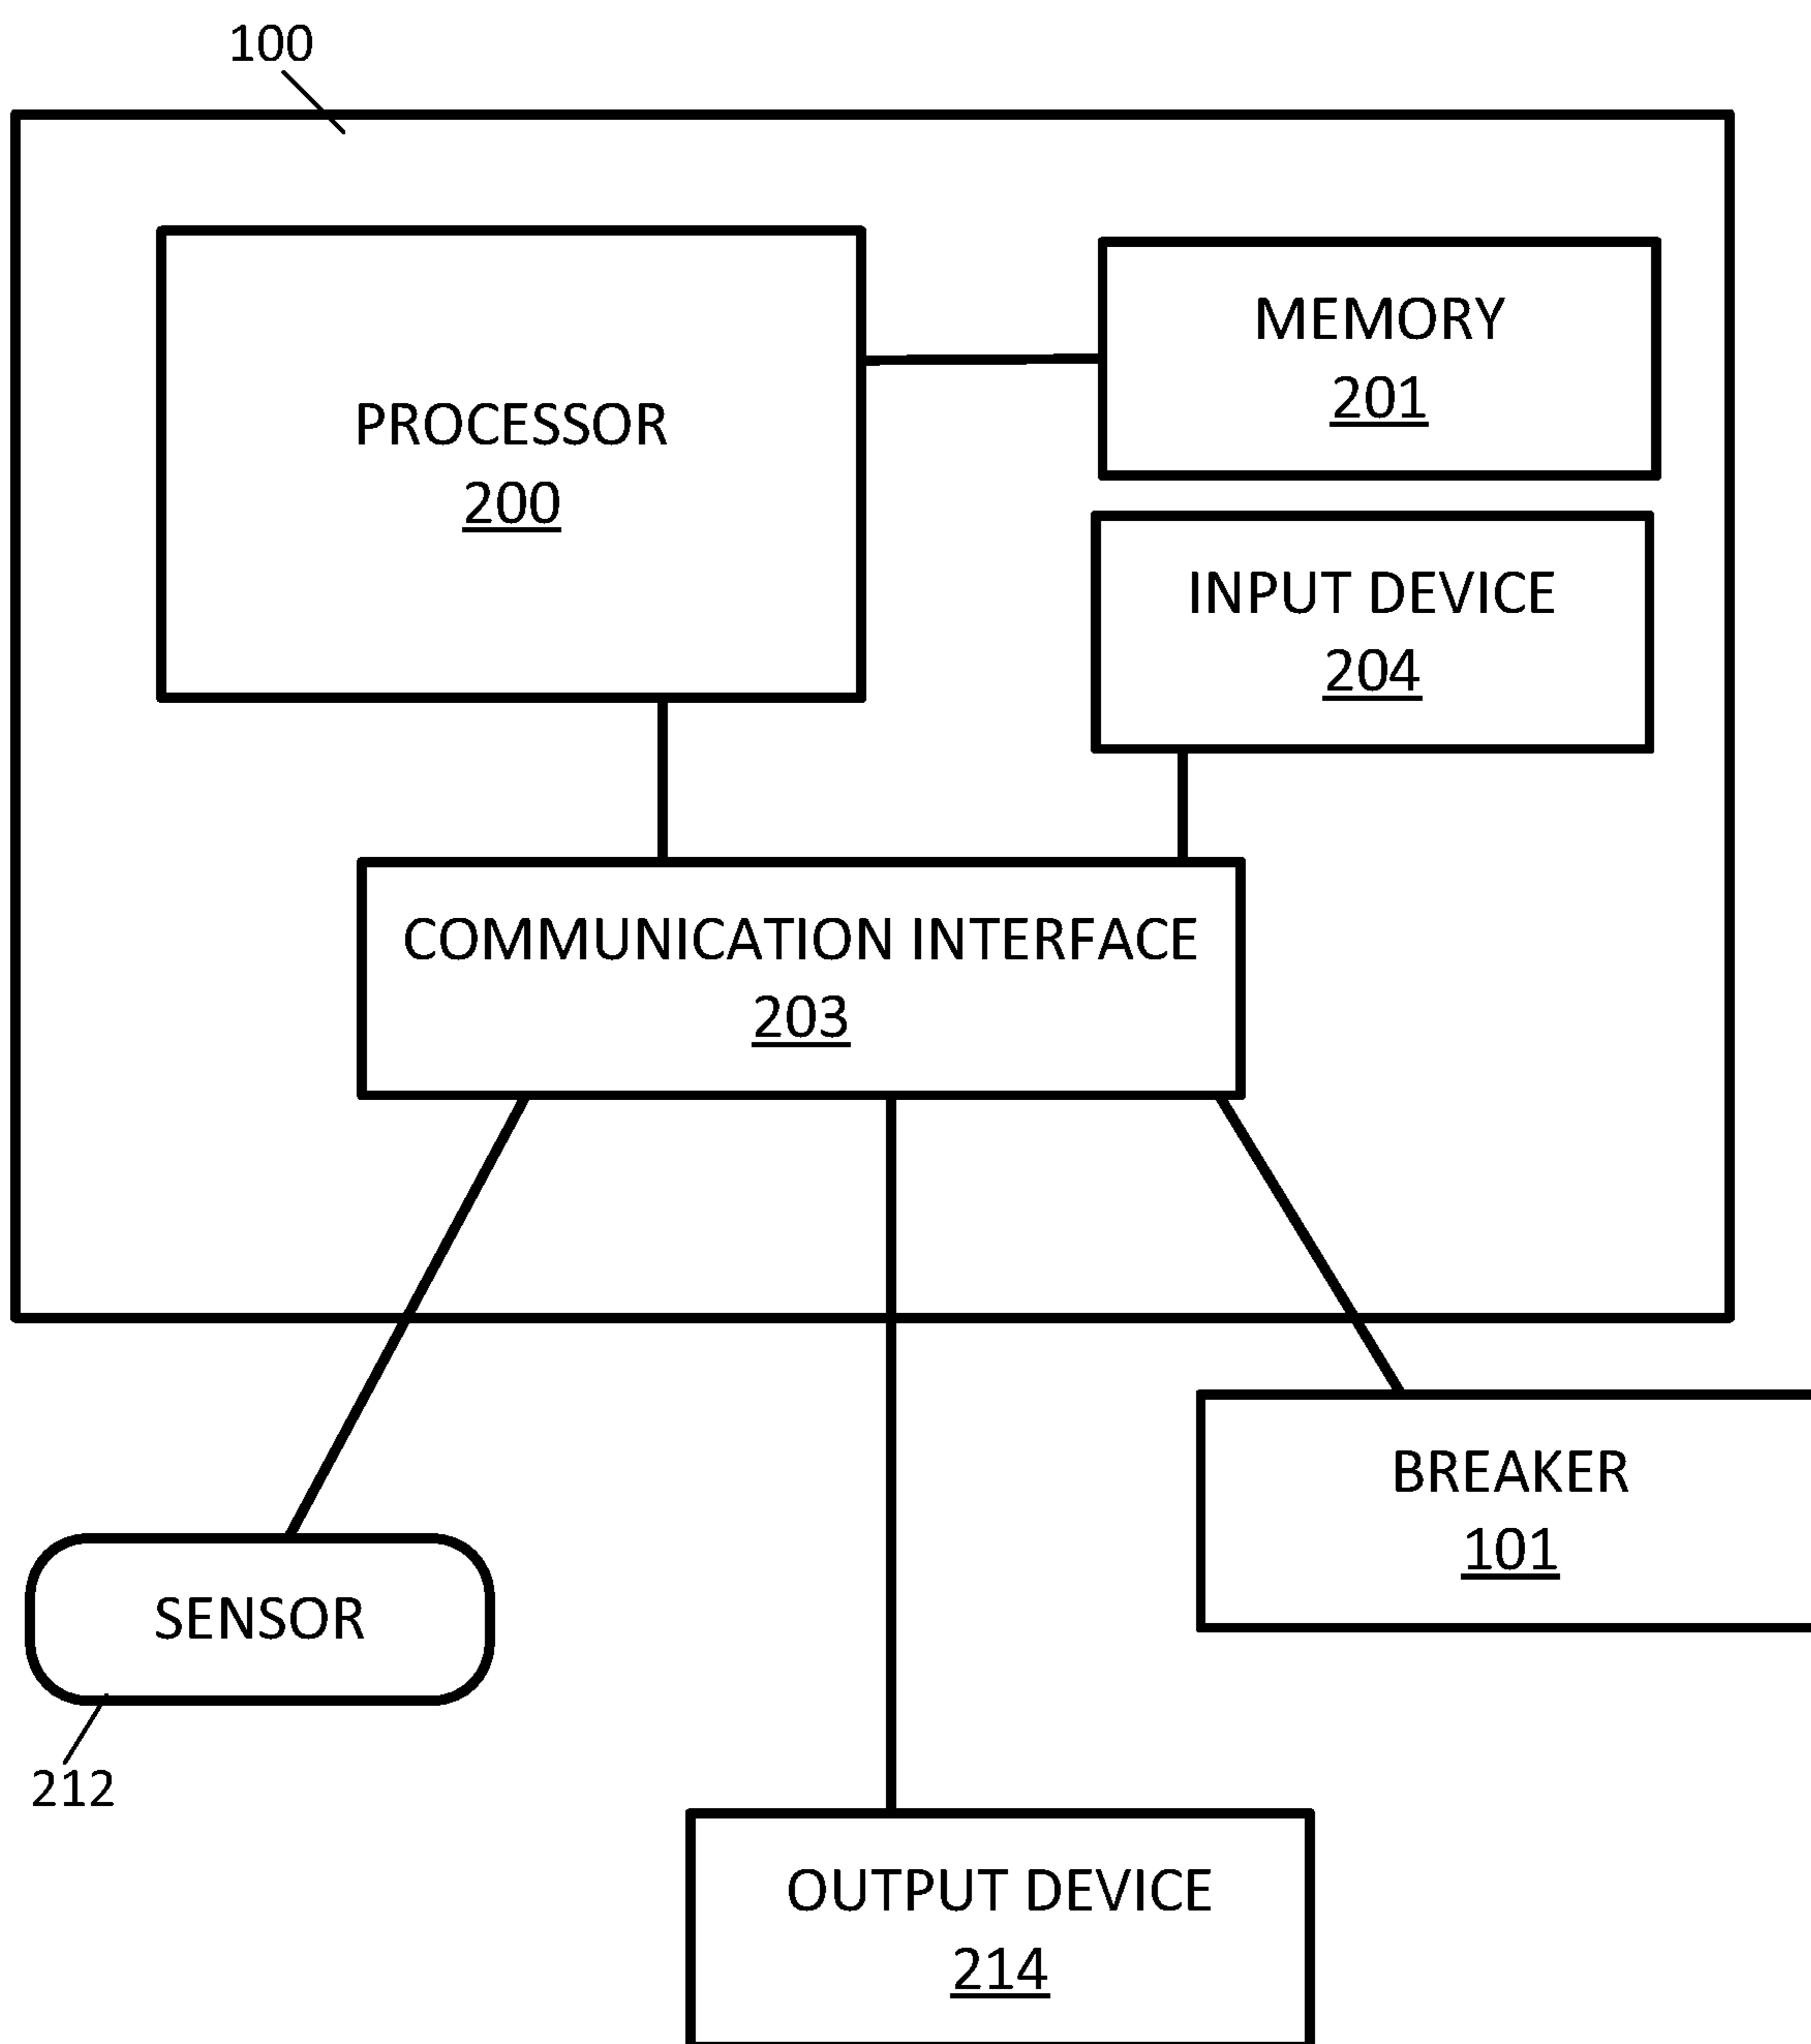 100
PROCESSOR
200
MEMORY
201
INPUT DEVICE
204
COMMUNICATION INTERFACE
203
BREAKER
101
SENSOR
212
OUTPUT DEVICE
214